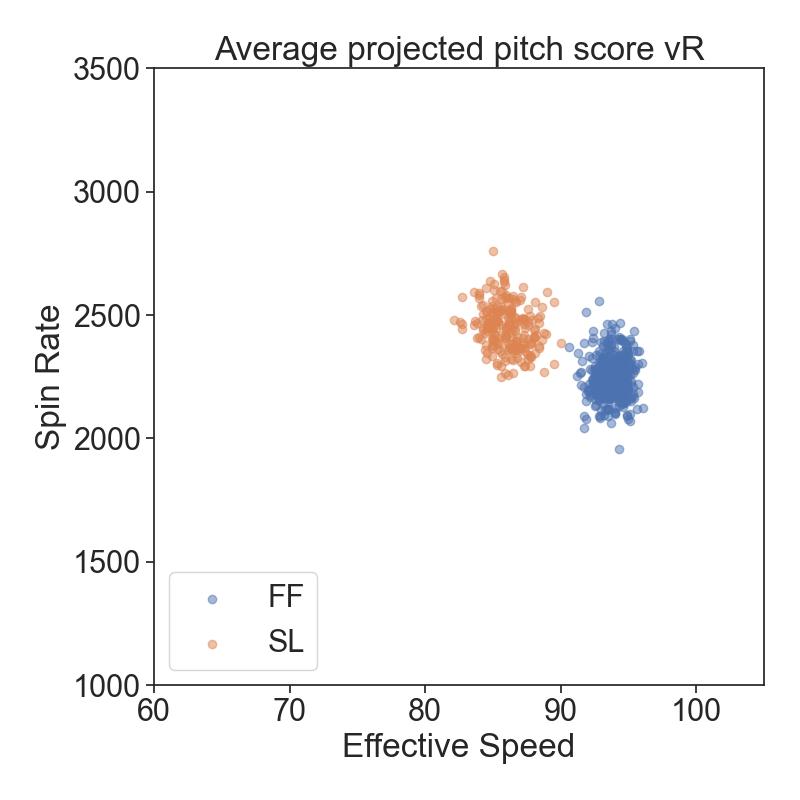 Average projected pitch score vR
3500
3000
2500
2000
1500
1000
Spin Rate
FF
SL
60 70 80 90 100
Effective Speed